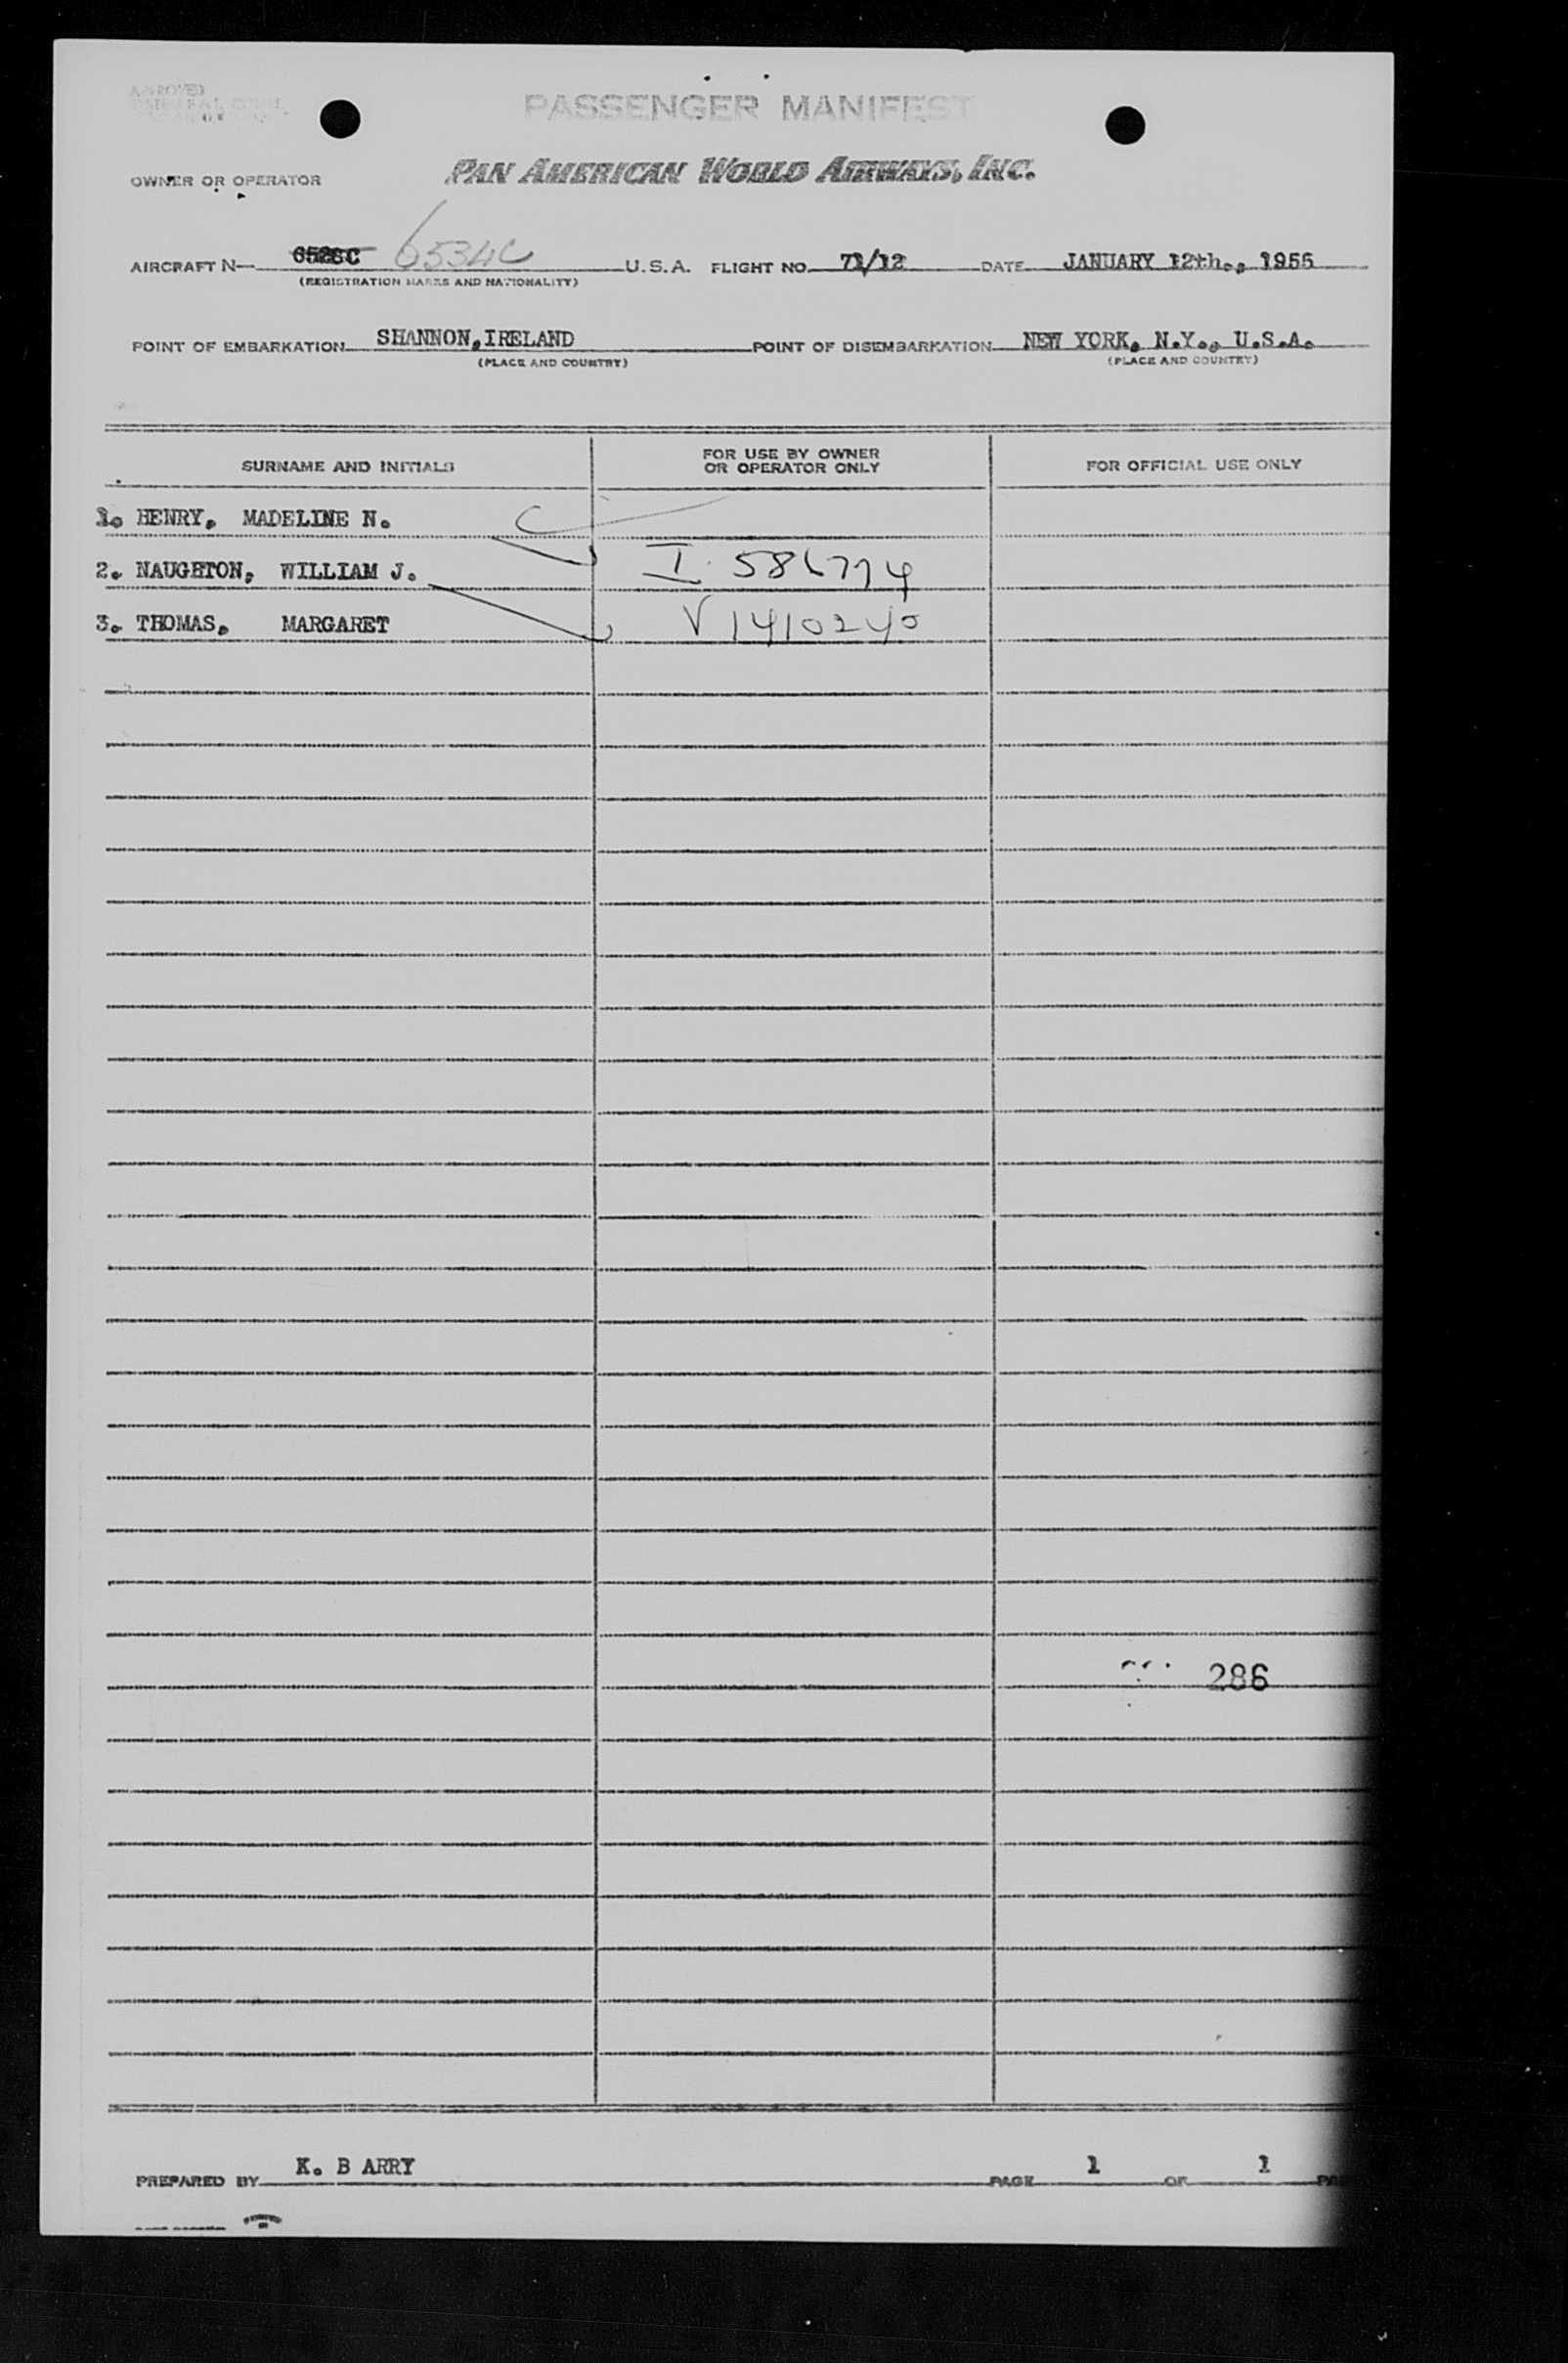 PASSENGER MANIFEST
OWNER OR OPERATOR PAN AMERICAN WORLD AIRWAYS, INC.
AIRCRAFT N— 6534C U.S.A. FLIGHT NO. 71/12 DATE JANUARY 12th., 1956
(REGISTRATION MARKS AND NATIONALITY)
POINT OF EMBARKATION SHANNON, IRELAND POINT OF DISEMBARKATION NEW YORK, N.Y., U.S.A.
(PLACE AND COUNTRY) (PLACE AND COUNTRY)
SURNAME AND INITIALS FOR USE BY OWNER OR OPERATOR ONLY FOR OFFICIAL USE ONLY
1. HENRY, MADELINE N. C
2. NAUGHTON, WILLIAM J. I 586774
3. THOMAS, MARGARET V 1410240
286
PREPARED BY K. B ARRY PAGE 1 OF 1